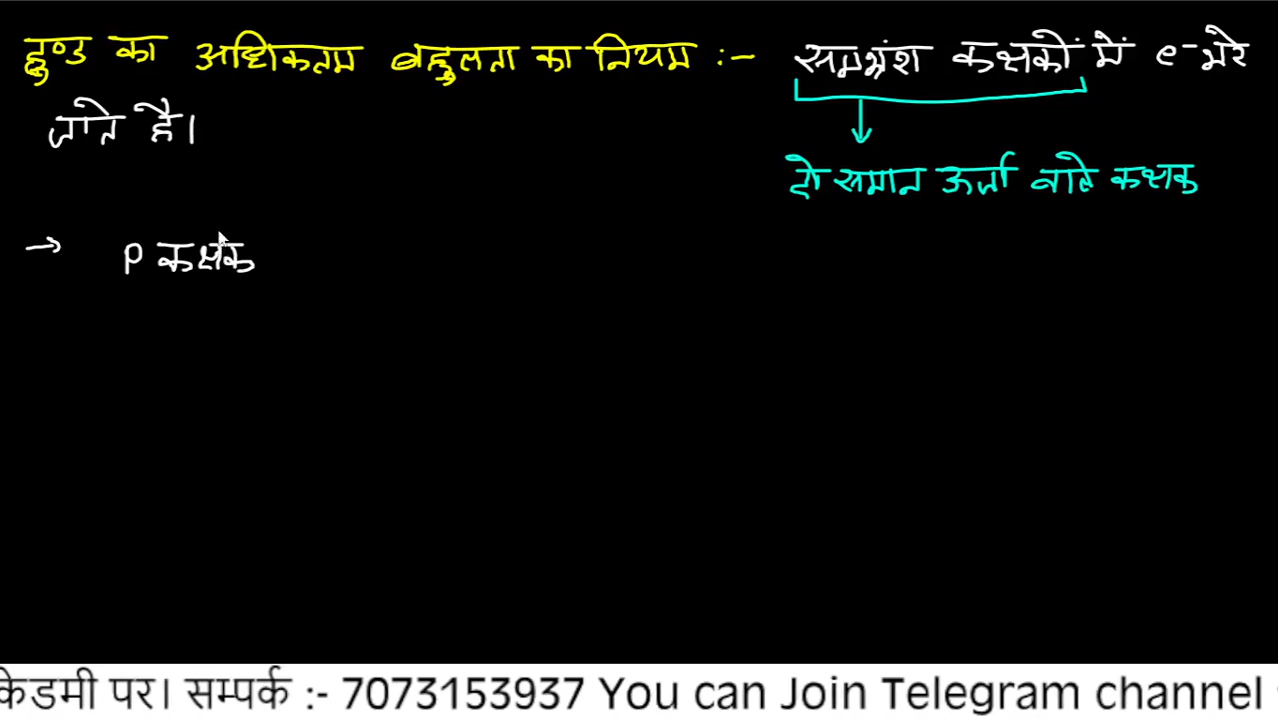 हुण्ड का अधिकतम बहुलता का नियम :- समभ्रंश कक्षकों में e⁻ भरे
जाते है।
दो समान ऊर्जा वाले कक्षक
→ p कक्षक
केडमी पर। सम्पर्क :- 7073153937 You can Join Telegram channel